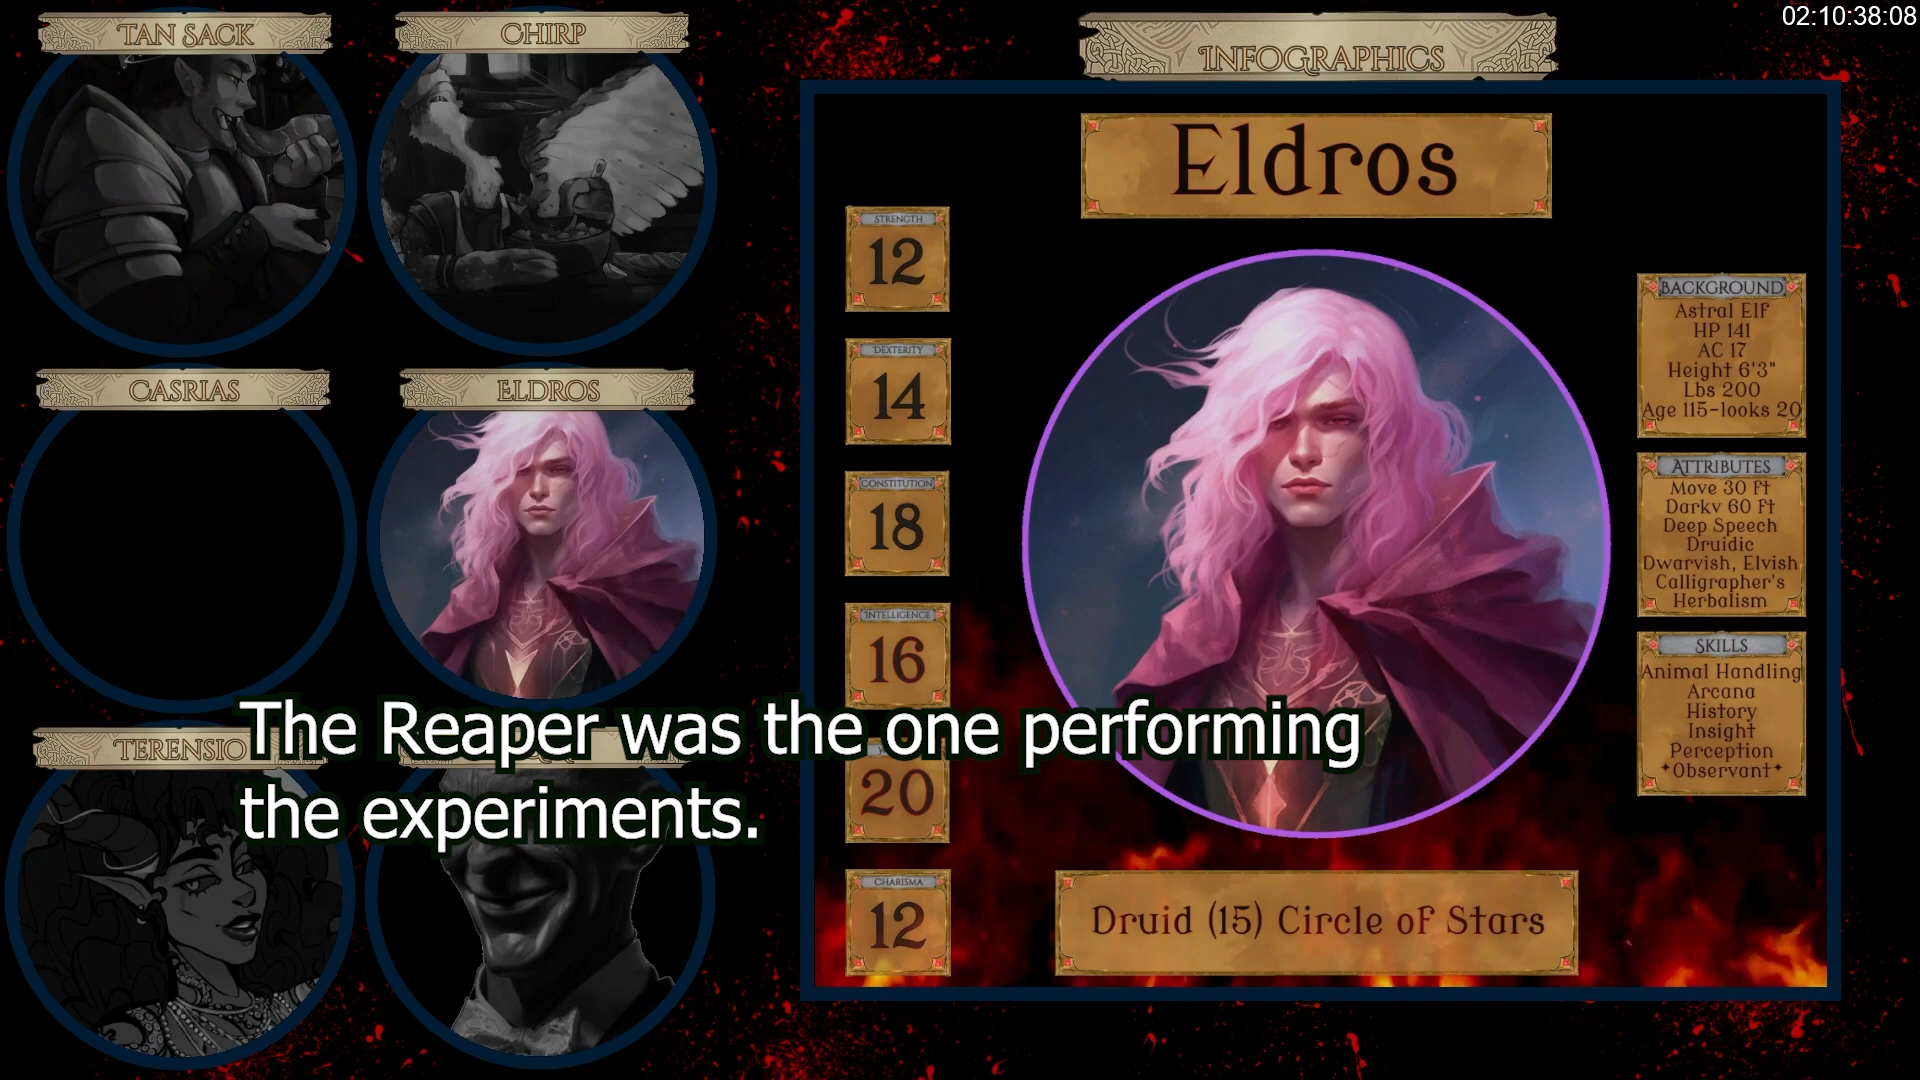 02:10:38:08
TAN SACK
CHIRP
INFOGRAPHICS
Eldros
STRENGTH
12
DEXTERITY
14
CONSTITUTION
18
INTELLIGENCE
16
20
CHARISMA
12
BACKGROUND
Astral Elf
HP 141
AC 17
Height 6'3"
Lbs 200
Age 115-looks 20
ATTRIBUTES
Move 30 ft
Darkv 60 ft
Deep Speech
Druidic
Dwarvish, Elvish
Calligrapher's
Herbalism
SKILLS
Animal Handling
Arcana
History
Insight
Perception
*Observant*
CASRIAS
ELDROS
TERENSIO
The Reaper was the one performing
the experiments.
Druid (15) Circle of Stars